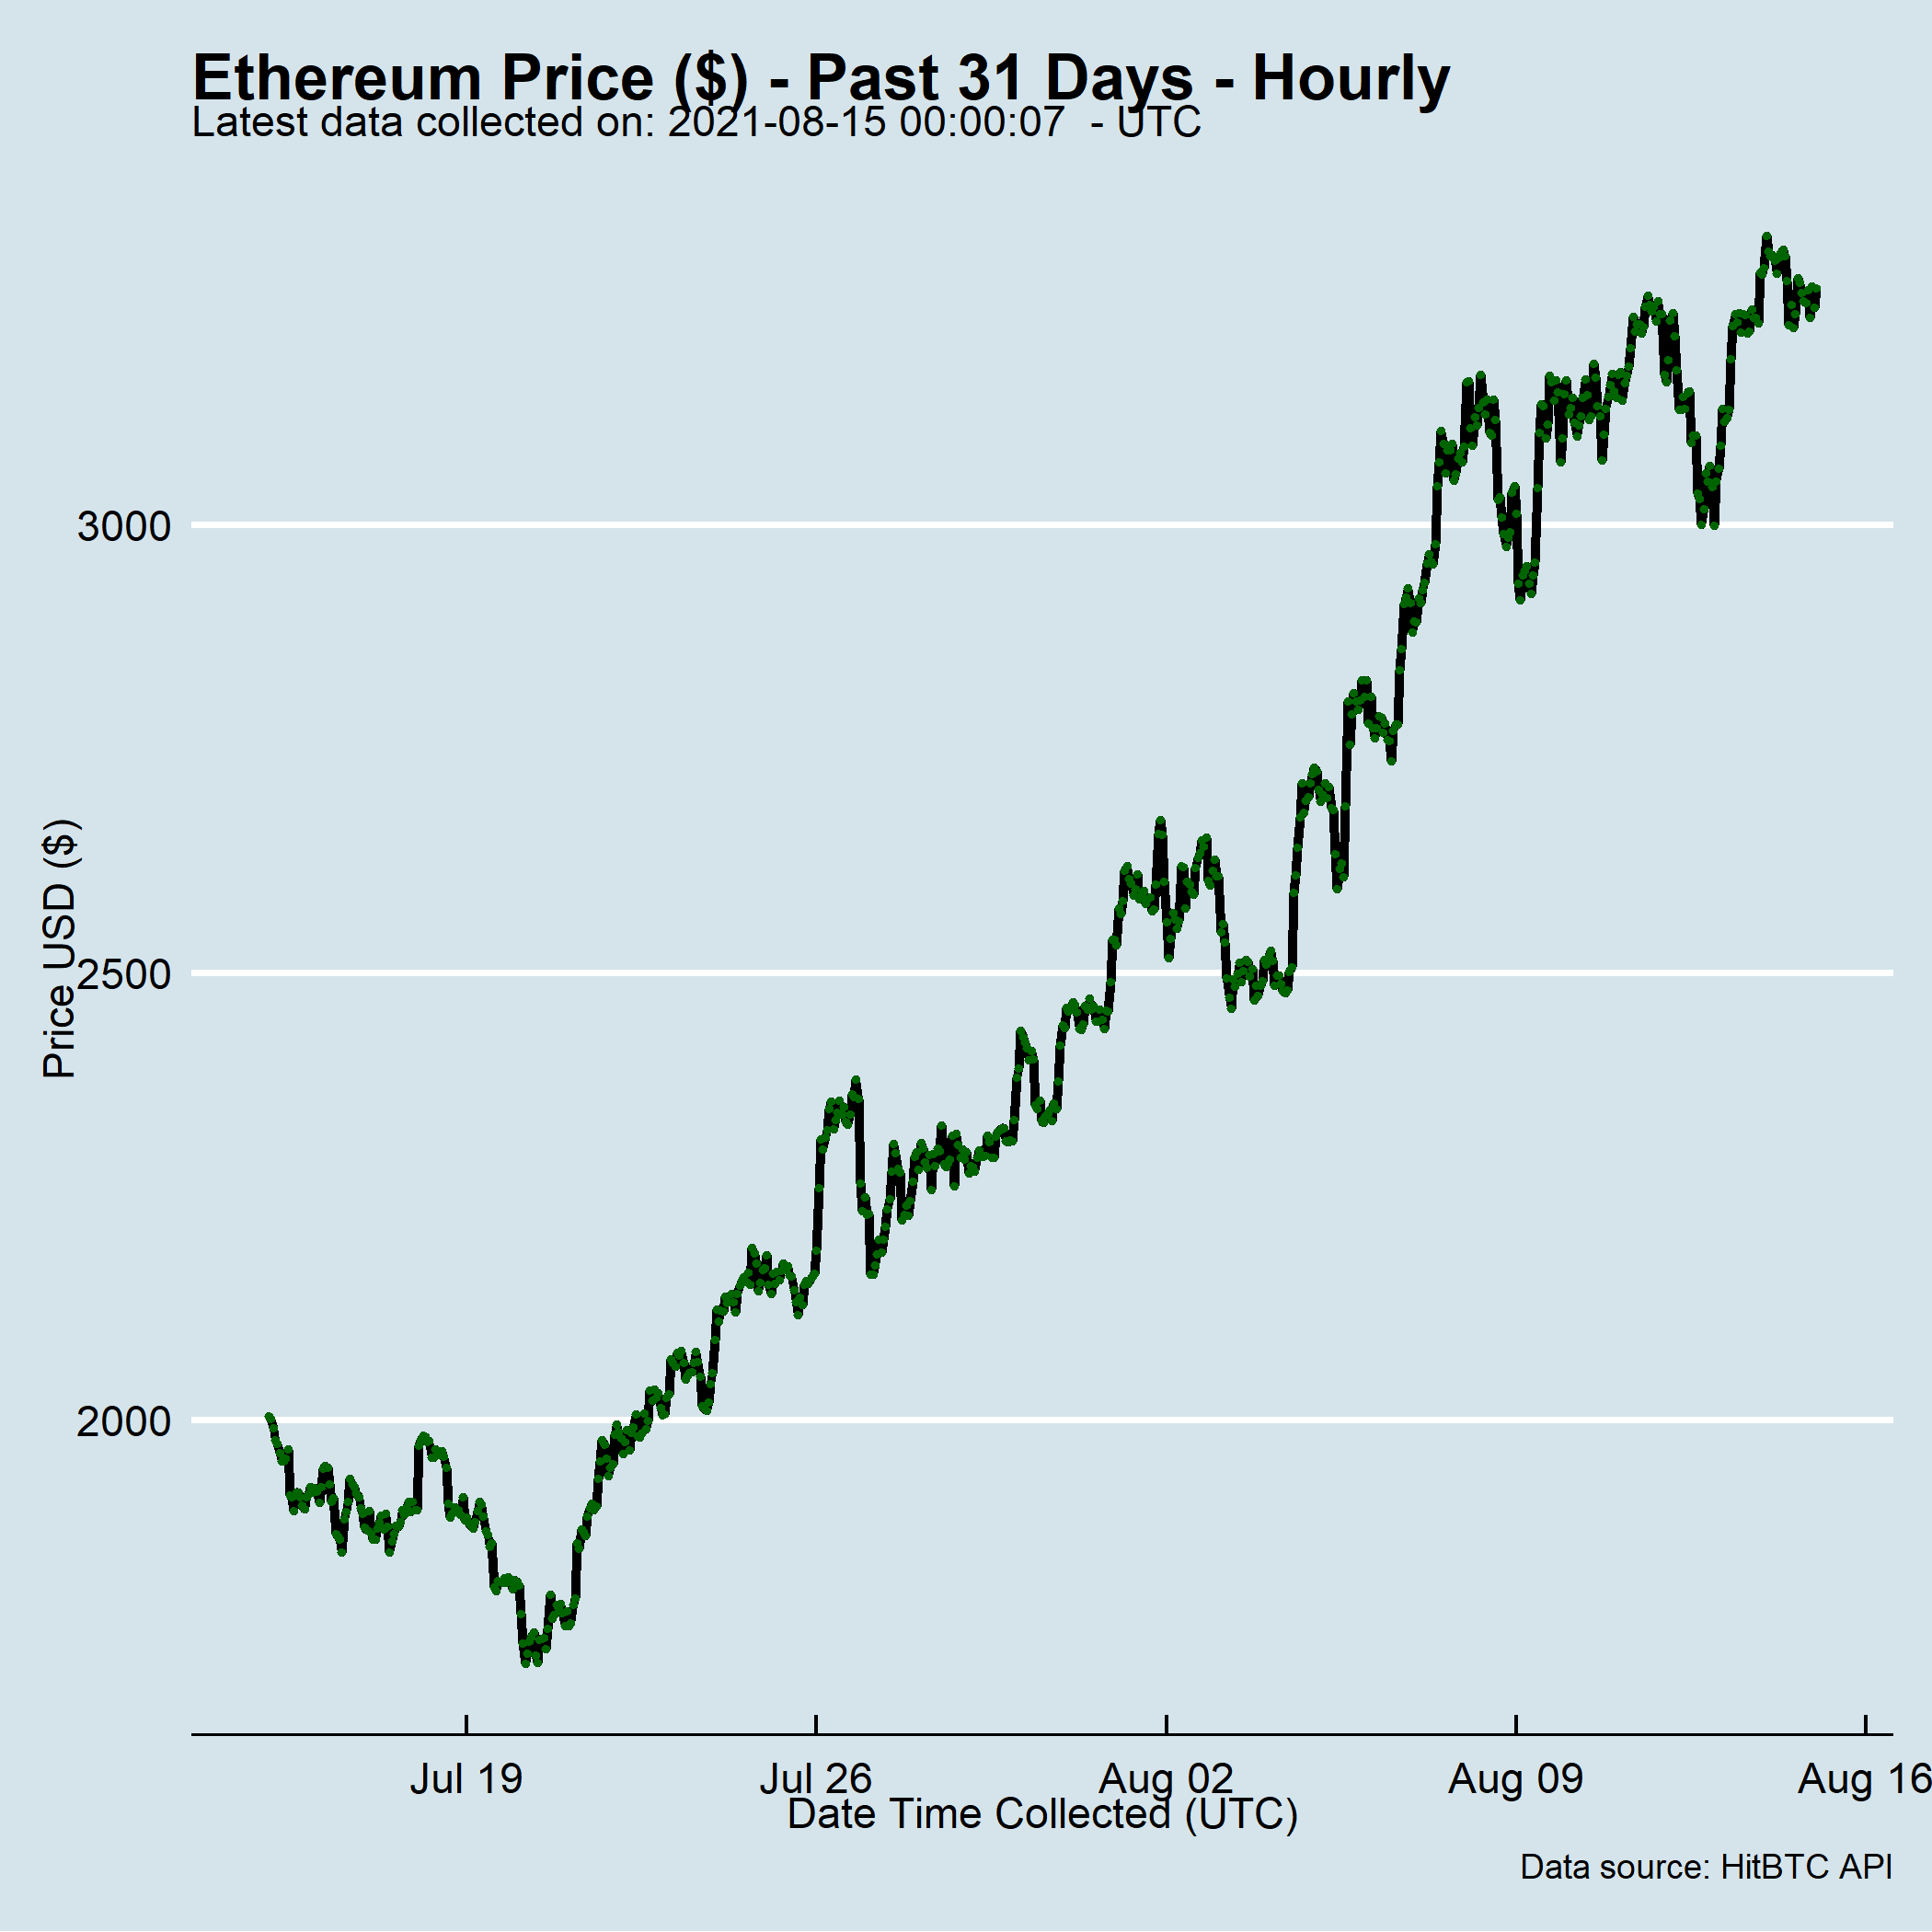 Ethereum Price ($) - Past 31 Days - Hourly
Latest data collected on: 2021-08-15 00:00:07  - UTC
3000
2500
2000
Price USD ($)
Jul 19 Jul 26 Aug 02 Aug 09 Aug 16
Date Time Collected (UTC)
Data source: HitBTC API